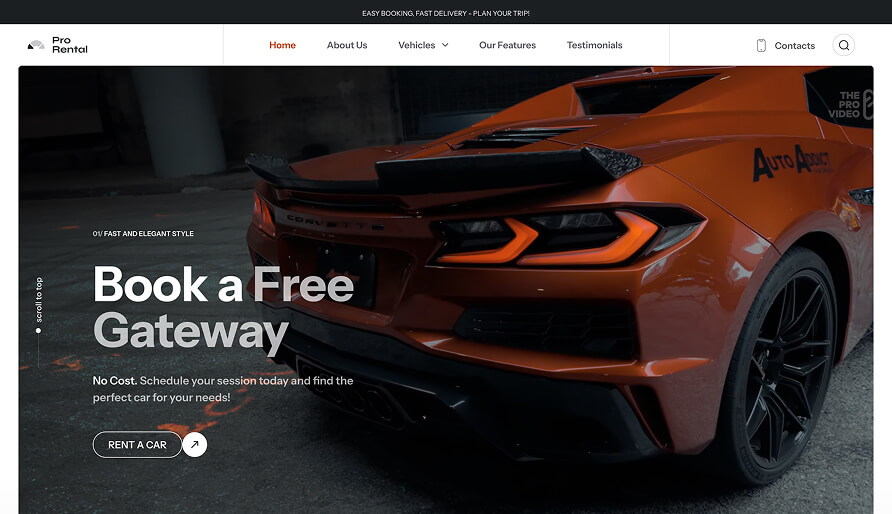 EASY BOOKING, FAST DELIVERY - PLAN YOUR TRIP!
Pro
Rental
Home
About Us
Vehicles
Our Features
Testimonials
Contacts
THE
PRO
VIDEO
AUTO ADDICT
CORVETTE
01/ FAST AND ELEGANT STYLE
scroll to top
Book a Free
Gateway
No Cost. Schedule your session today and find the
perfect car for your needs!
RENT A CAR